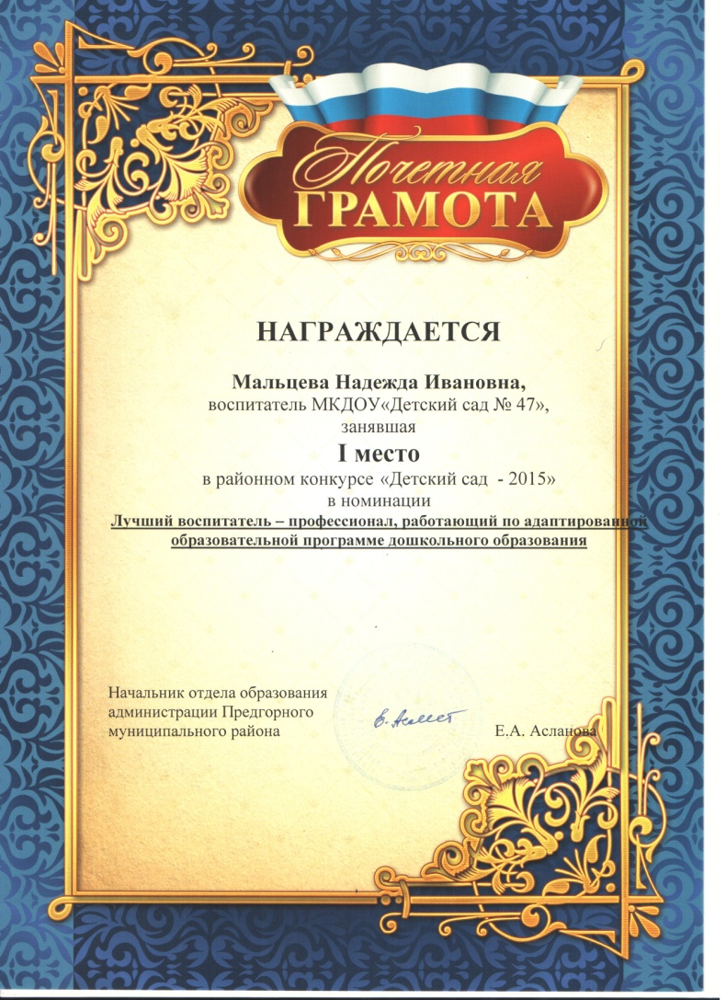 Почетная
ГРАМОТА
НАГРАЖДАЕТСЯ
Мальцева Надежда Ивановна,
воспитатель МКДОУ«Детский сад № 47»,
занявшая
I место
в районном конкурсе «Детский сад - 2015»
в номинации
Лучший воспитатель – профессионал, работающий по адаптированной
образовательной программе дошкольного образования
Начальник отдела образования
администрации Предгорного
муниципального района
Е.А. Асланова